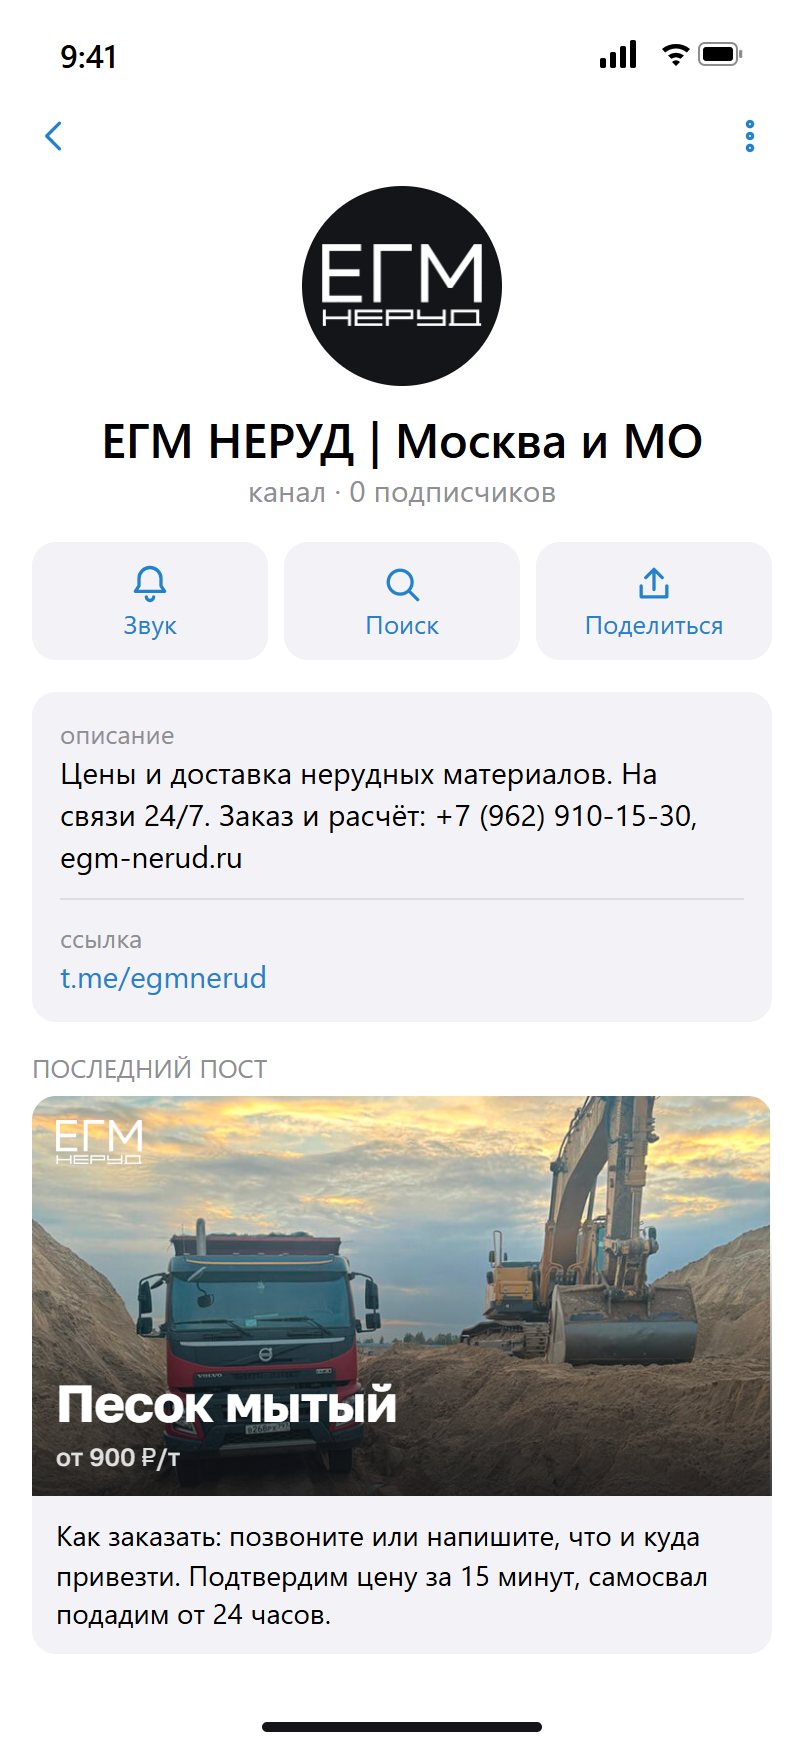 9:41
ЕГМ
НЕРУД
ЕГМ НЕРУД | Москва и МО
канал · 0 подписчиков
Звук
Поиск
Поделиться
описание
Цены и доставка нерудных материалов. На
связи 24/7. Заказ и расчёт: +7 (962) 910-15-30,
egm-nerud.ru
ссылка
t.me/egmnerud
ПОСЛЕДНИЙ ПОСТ
ЕГМ
НЕРУД
VOLVO
Песок мытый
от 900 ₽/т
Как заказать: позвоните или напишите, что и куда
привезти. Подтвердим цену за 15 минут, самосвал
подадим от 24 часов.